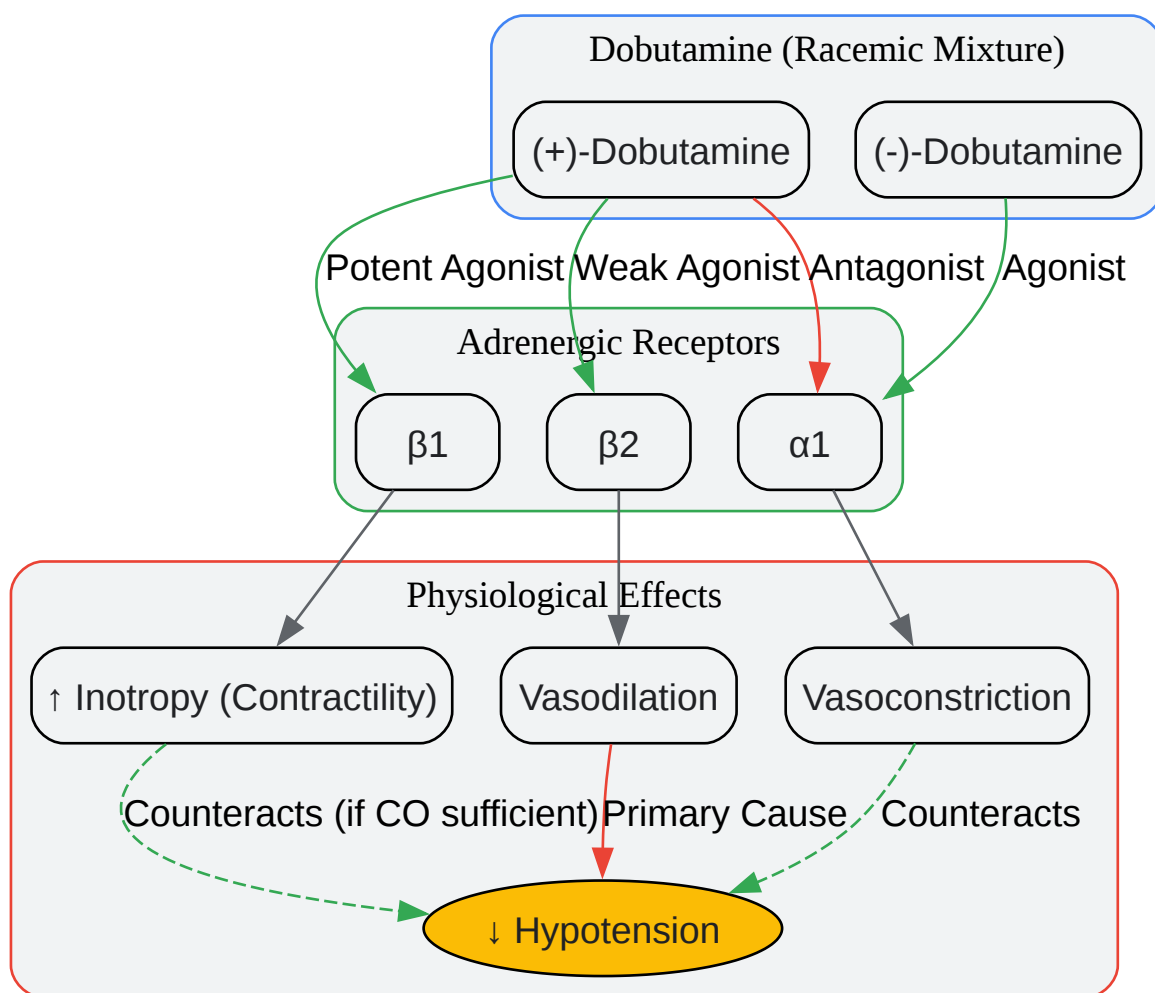 Dobutamine (Racemic Mixture)
(+)-Dobutamine
(-)-Dobutamine
Potent Agonist
Weak Agonist
Antagonist
Agonist
Adrenergic Receptors
β1
β2
α1
Physiological Effects
↑ Inotropy (Contractility)
Vasodilation
Vasoconstriction
Counteracts (if CO sufficient)
Primary Cause
Counteracts
↓ Hypotension